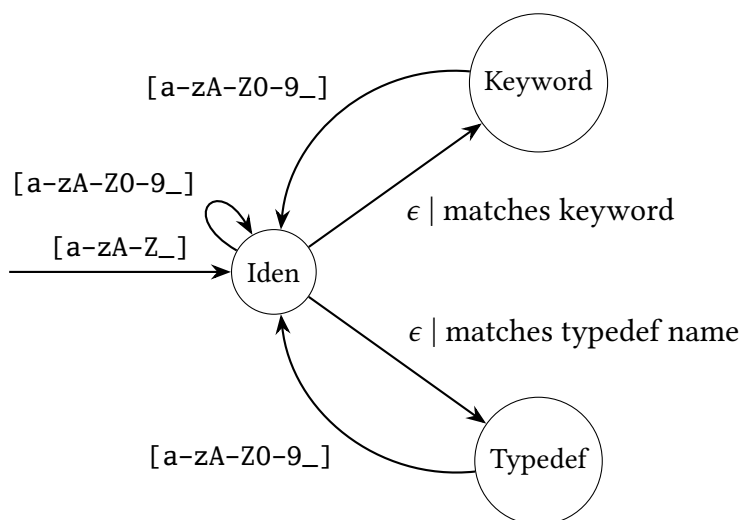 [a-zA-Z0-9_]
Keyword
[a-zA-Z0-9_]
ϵ | matches keyword
[a-zA-Z_]
Iden
ϵ | matches typedef name
[a-zA-Z0-9_]
Typedef